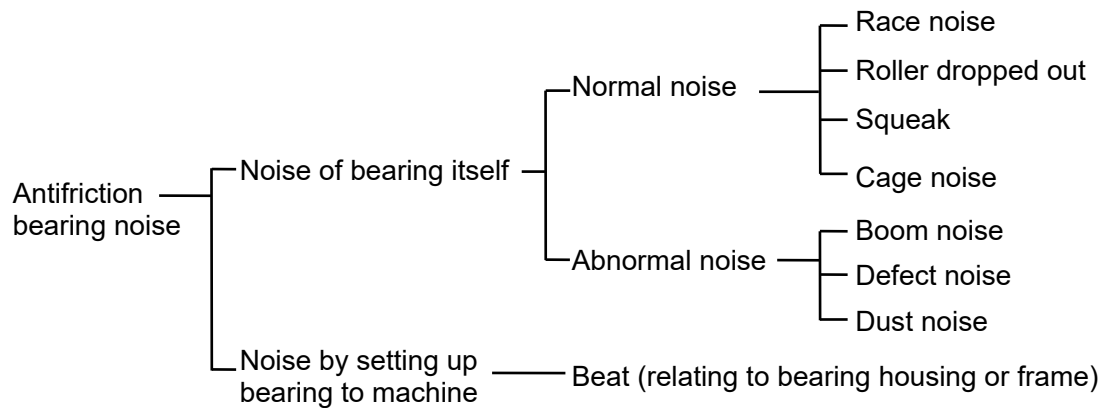 Race noise
Roller dropped out
Normal noise
Squeak
Noise of bearing itself
Cage noise
Antifriction
bearing noise
Boom noise
Abnormal noise
Defect noise
Dust noise
Noise by setting up
bearing to machine
Beat (relating to bearing housing or frame)